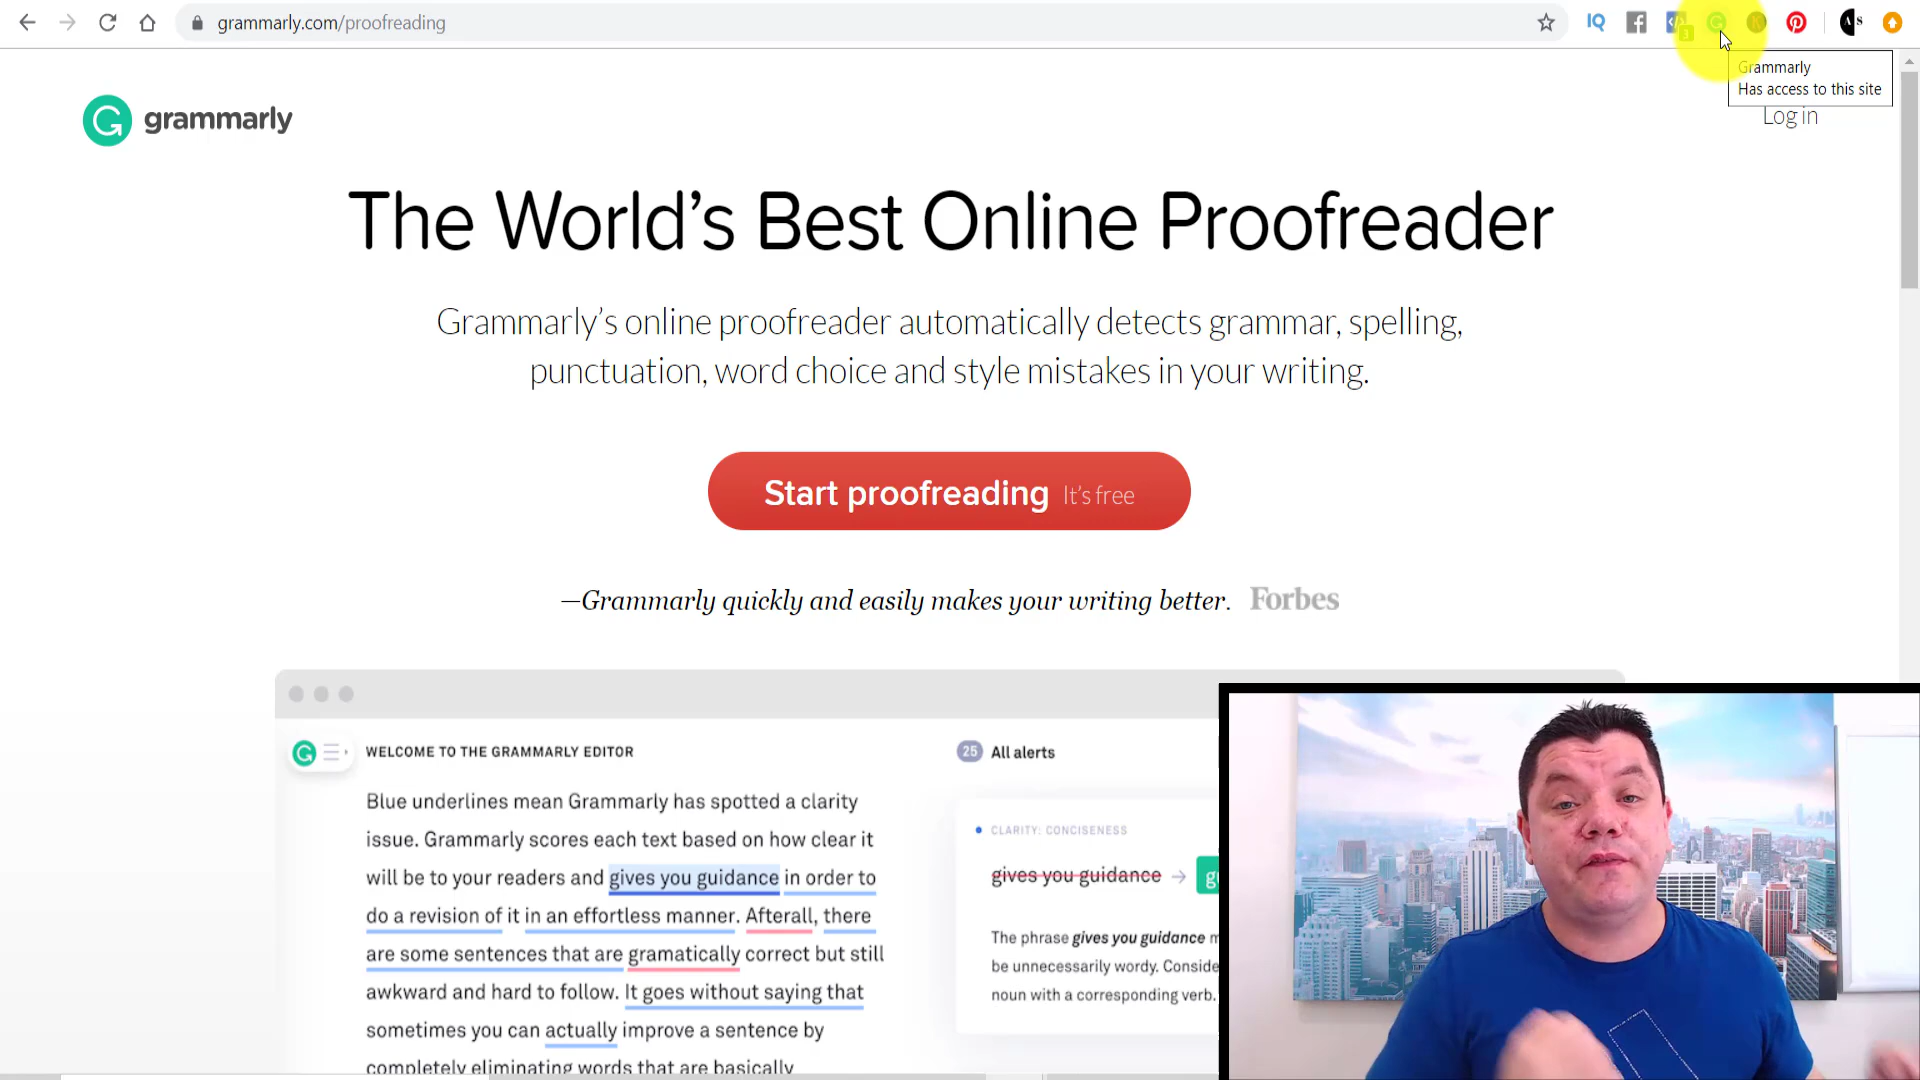 grammarly.com/proofreading
IQ
3
K
A S
Grammarly
Has access to this site
grammarly
Log in
The World's Best Online Proofreader
Grammarly's online proofreader automatically detects grammar, spelling,
punctuation, word choice and style mistakes in your writing.
Start proofreading It's free
—Grammarly quickly and easily makes your writing better. Forbes
WELCOME TO THE GRAMMARLY EDITOR
25 All alerts
Blue underlines mean Grammarly has spotted a clarity
issue. Grammarly scores each text based on how clear it
will be to your readers and gives you guidance in order to
do a revision of it in an effortless manner. Afterall, there
are some sentences that are gramatically correct but still
awkward and hard to follow. It goes without saying that
sometimes you can actually improve a sentence by
completely eliminating words that are basically
CLARITY: CONCISENESS
gives you guidance → g
The phrase gives you guidance
be unnecessarily wordy. Conside
noun with a corresponding verb.